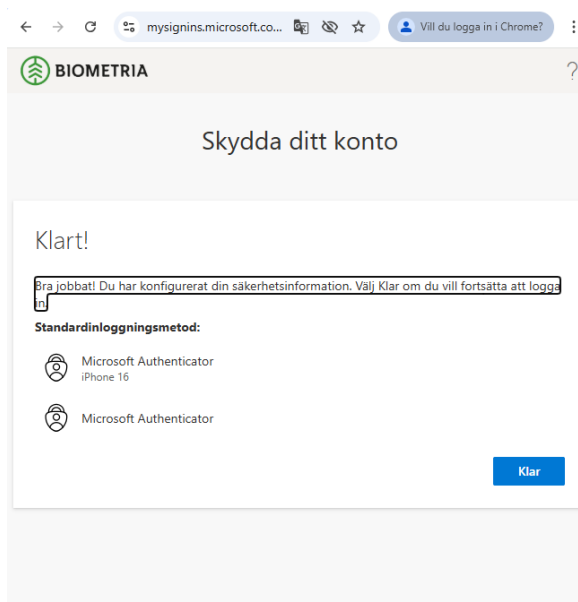 mysignins.microsoft.co...
Vill du logga in i Chrome?
BIOMETRIA
?
Skydda ditt konto
Klart!
Bra jobbat! Du har konfigurerat din säkerhetsinformation. Välj Klar om du vill fortsätta att logga
in.
Standardinloggningsmetod:
Microsoft Authenticator
iPhone 16
Microsoft Authenticator
Klar